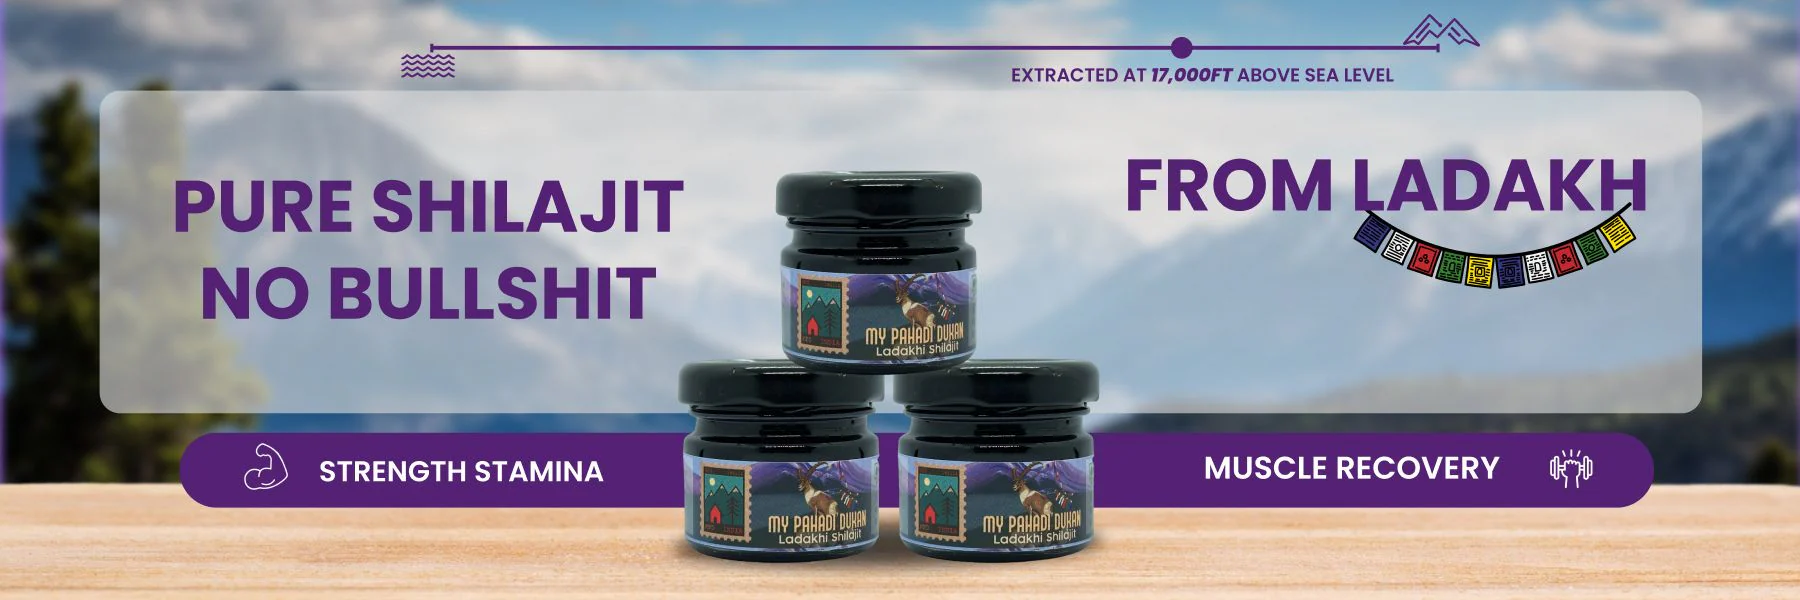 EXTRACTED AT 17,000FT ABOVE SEA LEVEL
PURE SHILAJIT
NO BULLSHIT
FROM LADAKH
MY PAHADI DUKAN
Ladakhi Shilajit
STRENGTH STAMINA
MUSCLE RECOVERY
MY PAHADI DUKAN
Ladakhi Shilajit
MY PAHADI DUKAN
Ladakhi Shilajit